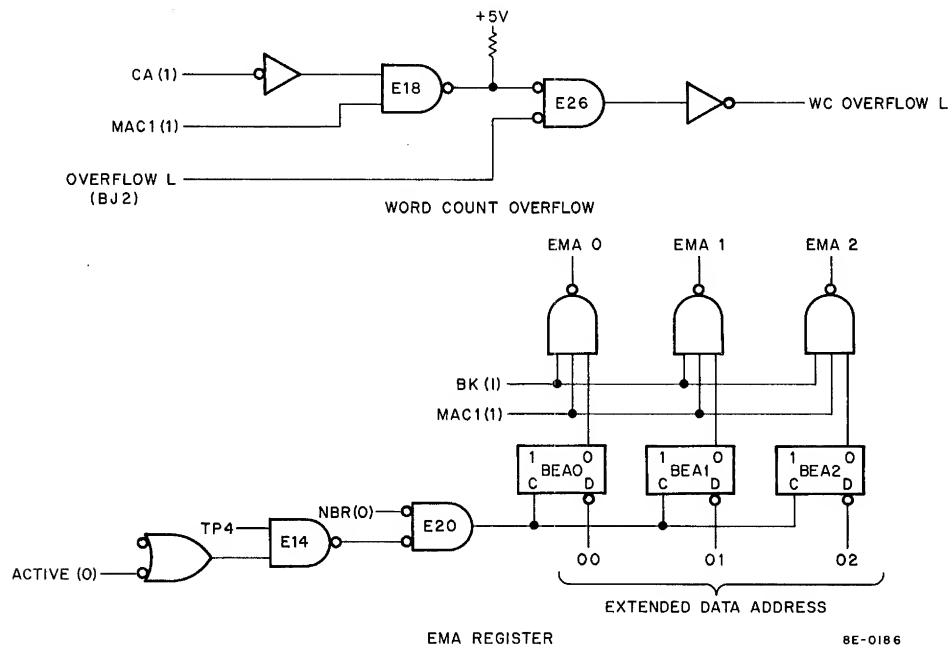 +5V
CA(1)
E18
E26
WC OVERFLOW L
MAC1(1)
OVERFLOW L
(BJ2)
WORD COUNT OVERFLOW
EMA 0 EMA 1 EMA 2
BK(1)
MAC1(1)
1 0 1 0 1 0
BEA0 BEA1 BEA2
C D C D C D
NBR(0)
E20
TP4
E14
ACTIVE(0)
00 01 02
EXTENDED DATA ADDRESS
EMA REGISTER
8E-0186